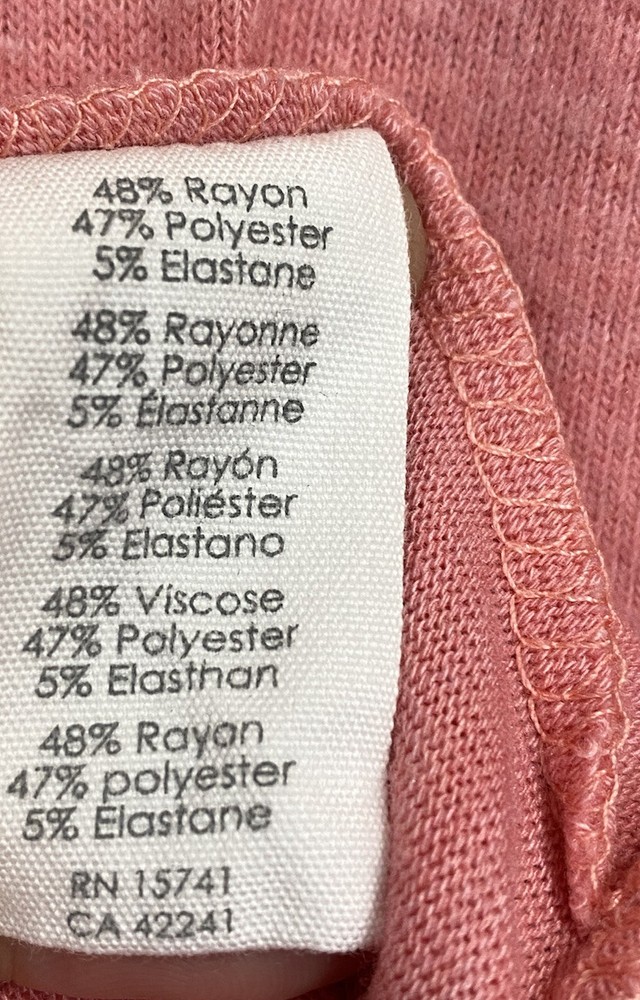 48% Rayon
47% Polyester
5% Elastane
48% Rayonne
47% Polyester
5% Élastanne
48% Rayón
47% Poliéster
5% Elastano
48% Viscose
47% Polyester
5% Elasthan
48% Rayon
47% polyester
5% Elastane
RN 15741
CA 42241